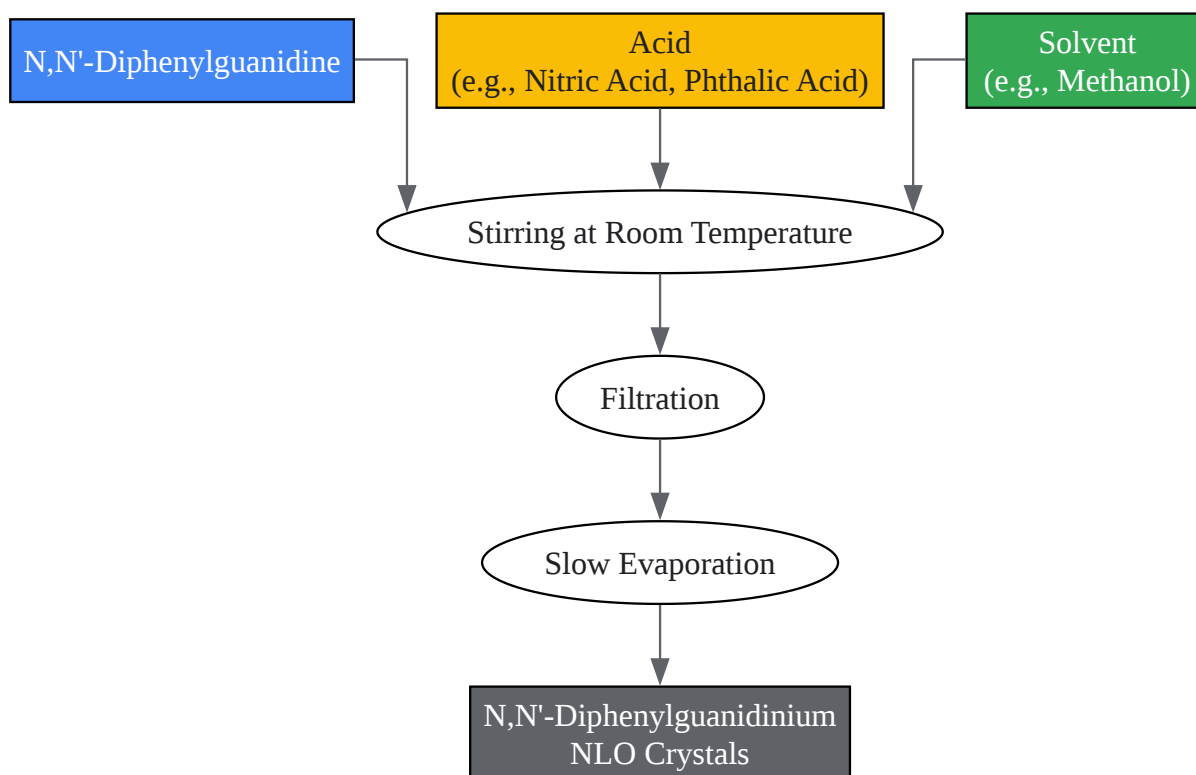 N,N'-Diphenylguanidine
Acid
(e.g., Nitric Acid, Phthalic Acid)
Solvent
(e.g., Methanol)
Stirring at Room Temperature
Filtration
Slow Evaporation
N,N'-Diphenylguanidinium
NLO Crystals